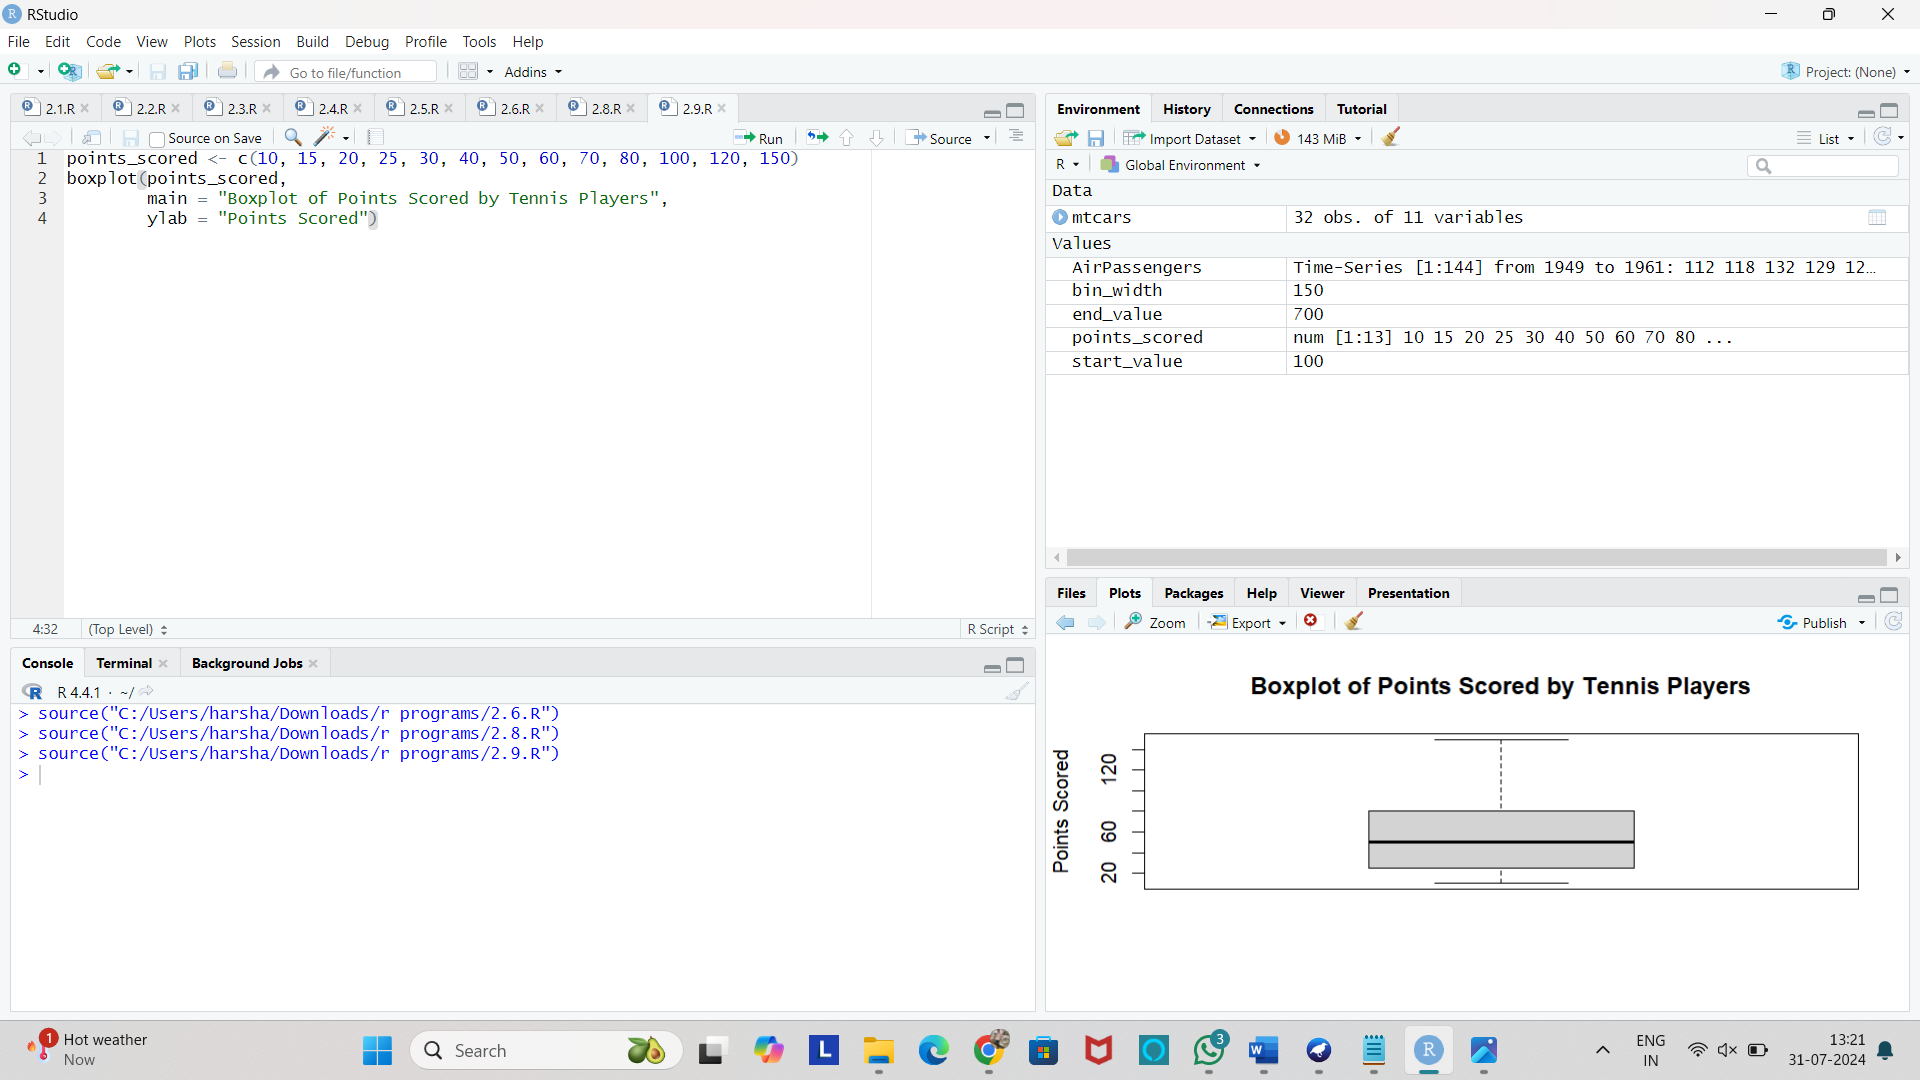 RStudio
File Edit Code View Plots Session Build Debug Profile Tools Help
Go to file/function Addins Project: (None)
2.1.R 2.2.R 2.3.R 2.4.R 2.5.R 2.6.R 2.8.R 2.9.R
Source on Save Run Source
1 points_scored <- c(10, 15, 20, 25, 30, 40, 50, 60, 70, 80, 100, 120, 150)
2 boxplot(points_scored,
3 main = "Boxplot of Points Scored by Tennis Players",
4 ylab = "Points Scored")
4:32 (Top Level) R Script
Console Terminal Background Jobs
R 4.4.1 · ~/
> source("C:/Users/harsha/Downloads/r programs/2.6.R")
> source("C:/Users/harsha/Downloads/r programs/2.8.R")
> source("C:/Users/harsha/Downloads/r programs/2.9.R")
>
Environment History Connections Tutorial
Import Dataset 143 MiB List
R Global Environment
Data
mtcars 32 obs. of 11 variables
Values
AirPassengers Time-Series [1:144] from 1949 to 1961: 112 118 132 129 12…
bin_width 150
end_value 700
points_scored num [1:13] 10 15 20 25 30 40 50 60 70 80 ...
start_value 100
Files Plots Packages Help Viewer Presentation
Zoom Export Publish
Boxplot of Points Scored by Tennis Players
Points Scored
120
60
20
1 Hot weather
Now
Search
L
3
W
R
ENG
IN
13:21
31-07-2024